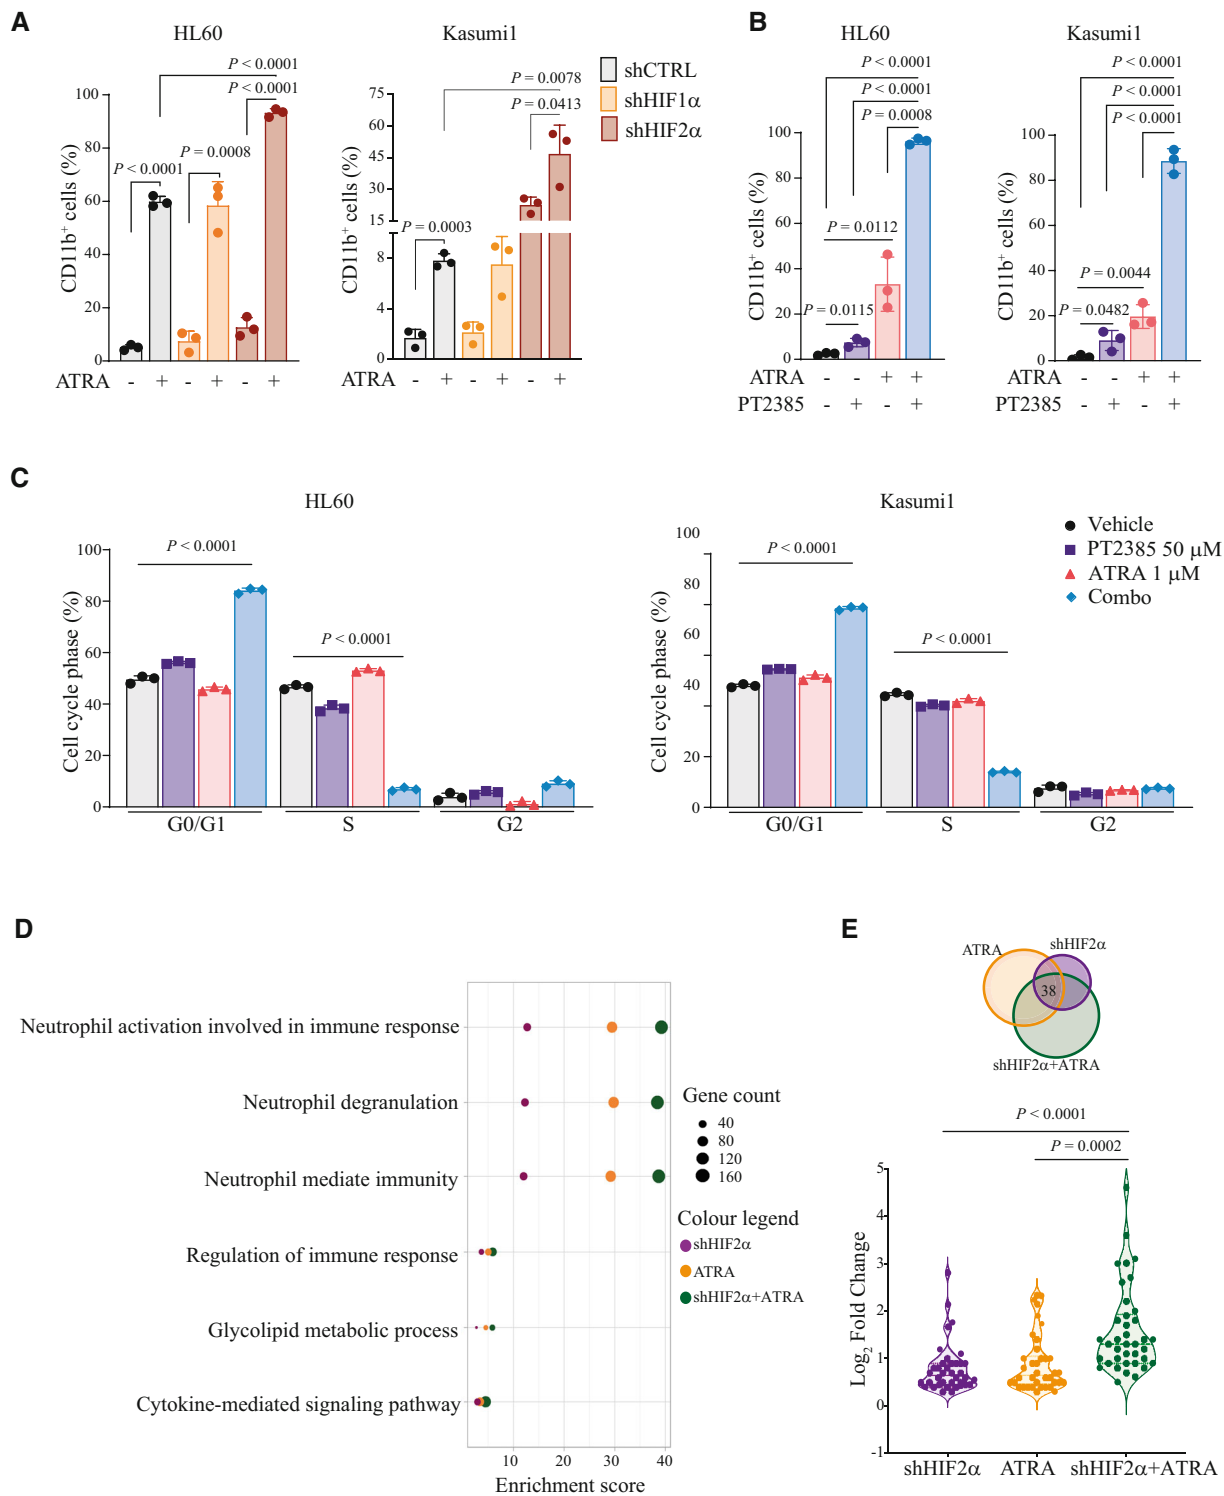 A
HL60
Kasumi1
shCTRL
shHIF1α
shHIF2α
P < 0.0001
P < 0.0001
P < 0.0001
P = 0.0008
P = 0.0078
P = 0.0413
P = 0.0003
CD11b+ cells (%)
100
80
60
40
20
0
CD11b+ cells (%)
75
60
45
30
15
8
4
0
ATRA - + - + - +
ATRA - + - + - +
B
HL60
Kasumi1
P < 0.0001
P < 0.0001
P = 0.0008
P = 0.0112
P = 0.0115
P < 0.0001
P < 0.0001
P < 0.0001
P = 0.0044
P = 0.0482
CD11b+ cells (%)
100
80
60
40
20
0
CD11b+ cells (%)
100
80
60
40
20
0
ATRA - - + +
PT2385 - + - +
ATRA - - + +
PT2385 - + - +
C
HL60
Kasumi1
Vehicle
PT2385 50 µM
ATRA 1 µM
Combo
P < 0.0001
P < 0.0001
P < 0.0001
P < 0.0001
Cell cycle phase (%)
100
80
60
40
20
0
G0/G1 S G2
Cell cycle phase (%)
100
80
60
40
20
0
G0/G1 S G2
D
Neutrophil activation involved in immune response
Neutrophil degranulation
Neutrophil mediate immunity
Regulation of immune response
Glycolipid metabolic process
Cytokine-mediated signaling pathway
10 20 30 40
Enrichment score
Gene count
40
80
120
160
Colour legend
shHIF2α
ATRA
shHIF2α+ATRA
E
ATRA
shHIF2α
38
shHIF2α+ATRA
P < 0.0001
P = 0.0002
Log2 Fold Change
5
4
3
2
1
0
-1
shHIF2α ATRA shHIF2α+ATRA